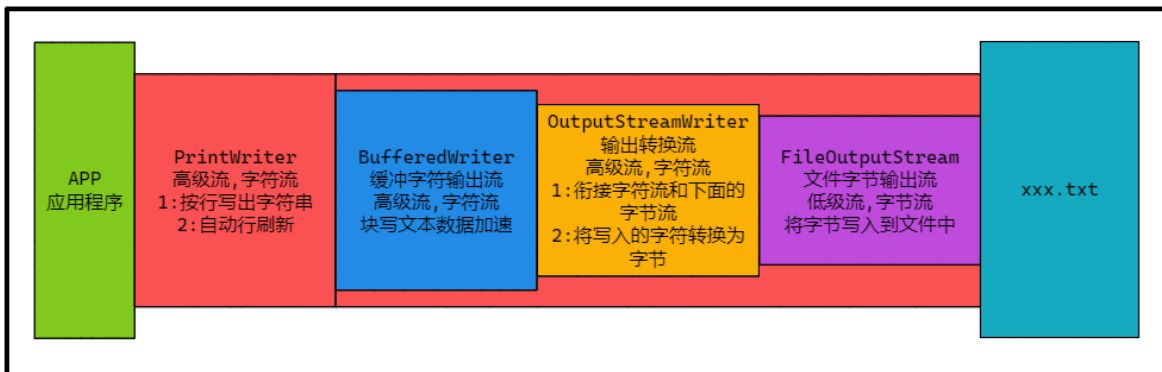 APP
应用程序
PrintWriter
高级流,字符流
1:按行写出字符串
2:自动行刷新
BufferedWriter
缓冲字符输出流
高级流,字符流
块写文本数据加速
OutputStreamWriter
输出转换流
高级流,字符流
1:衔接字符流和下面的
字节流
2:将写入的字符转换为
字节
FileOutputStream
文件字节输出流
低级流,字节流
将字节写入到文件中
xxx.txt